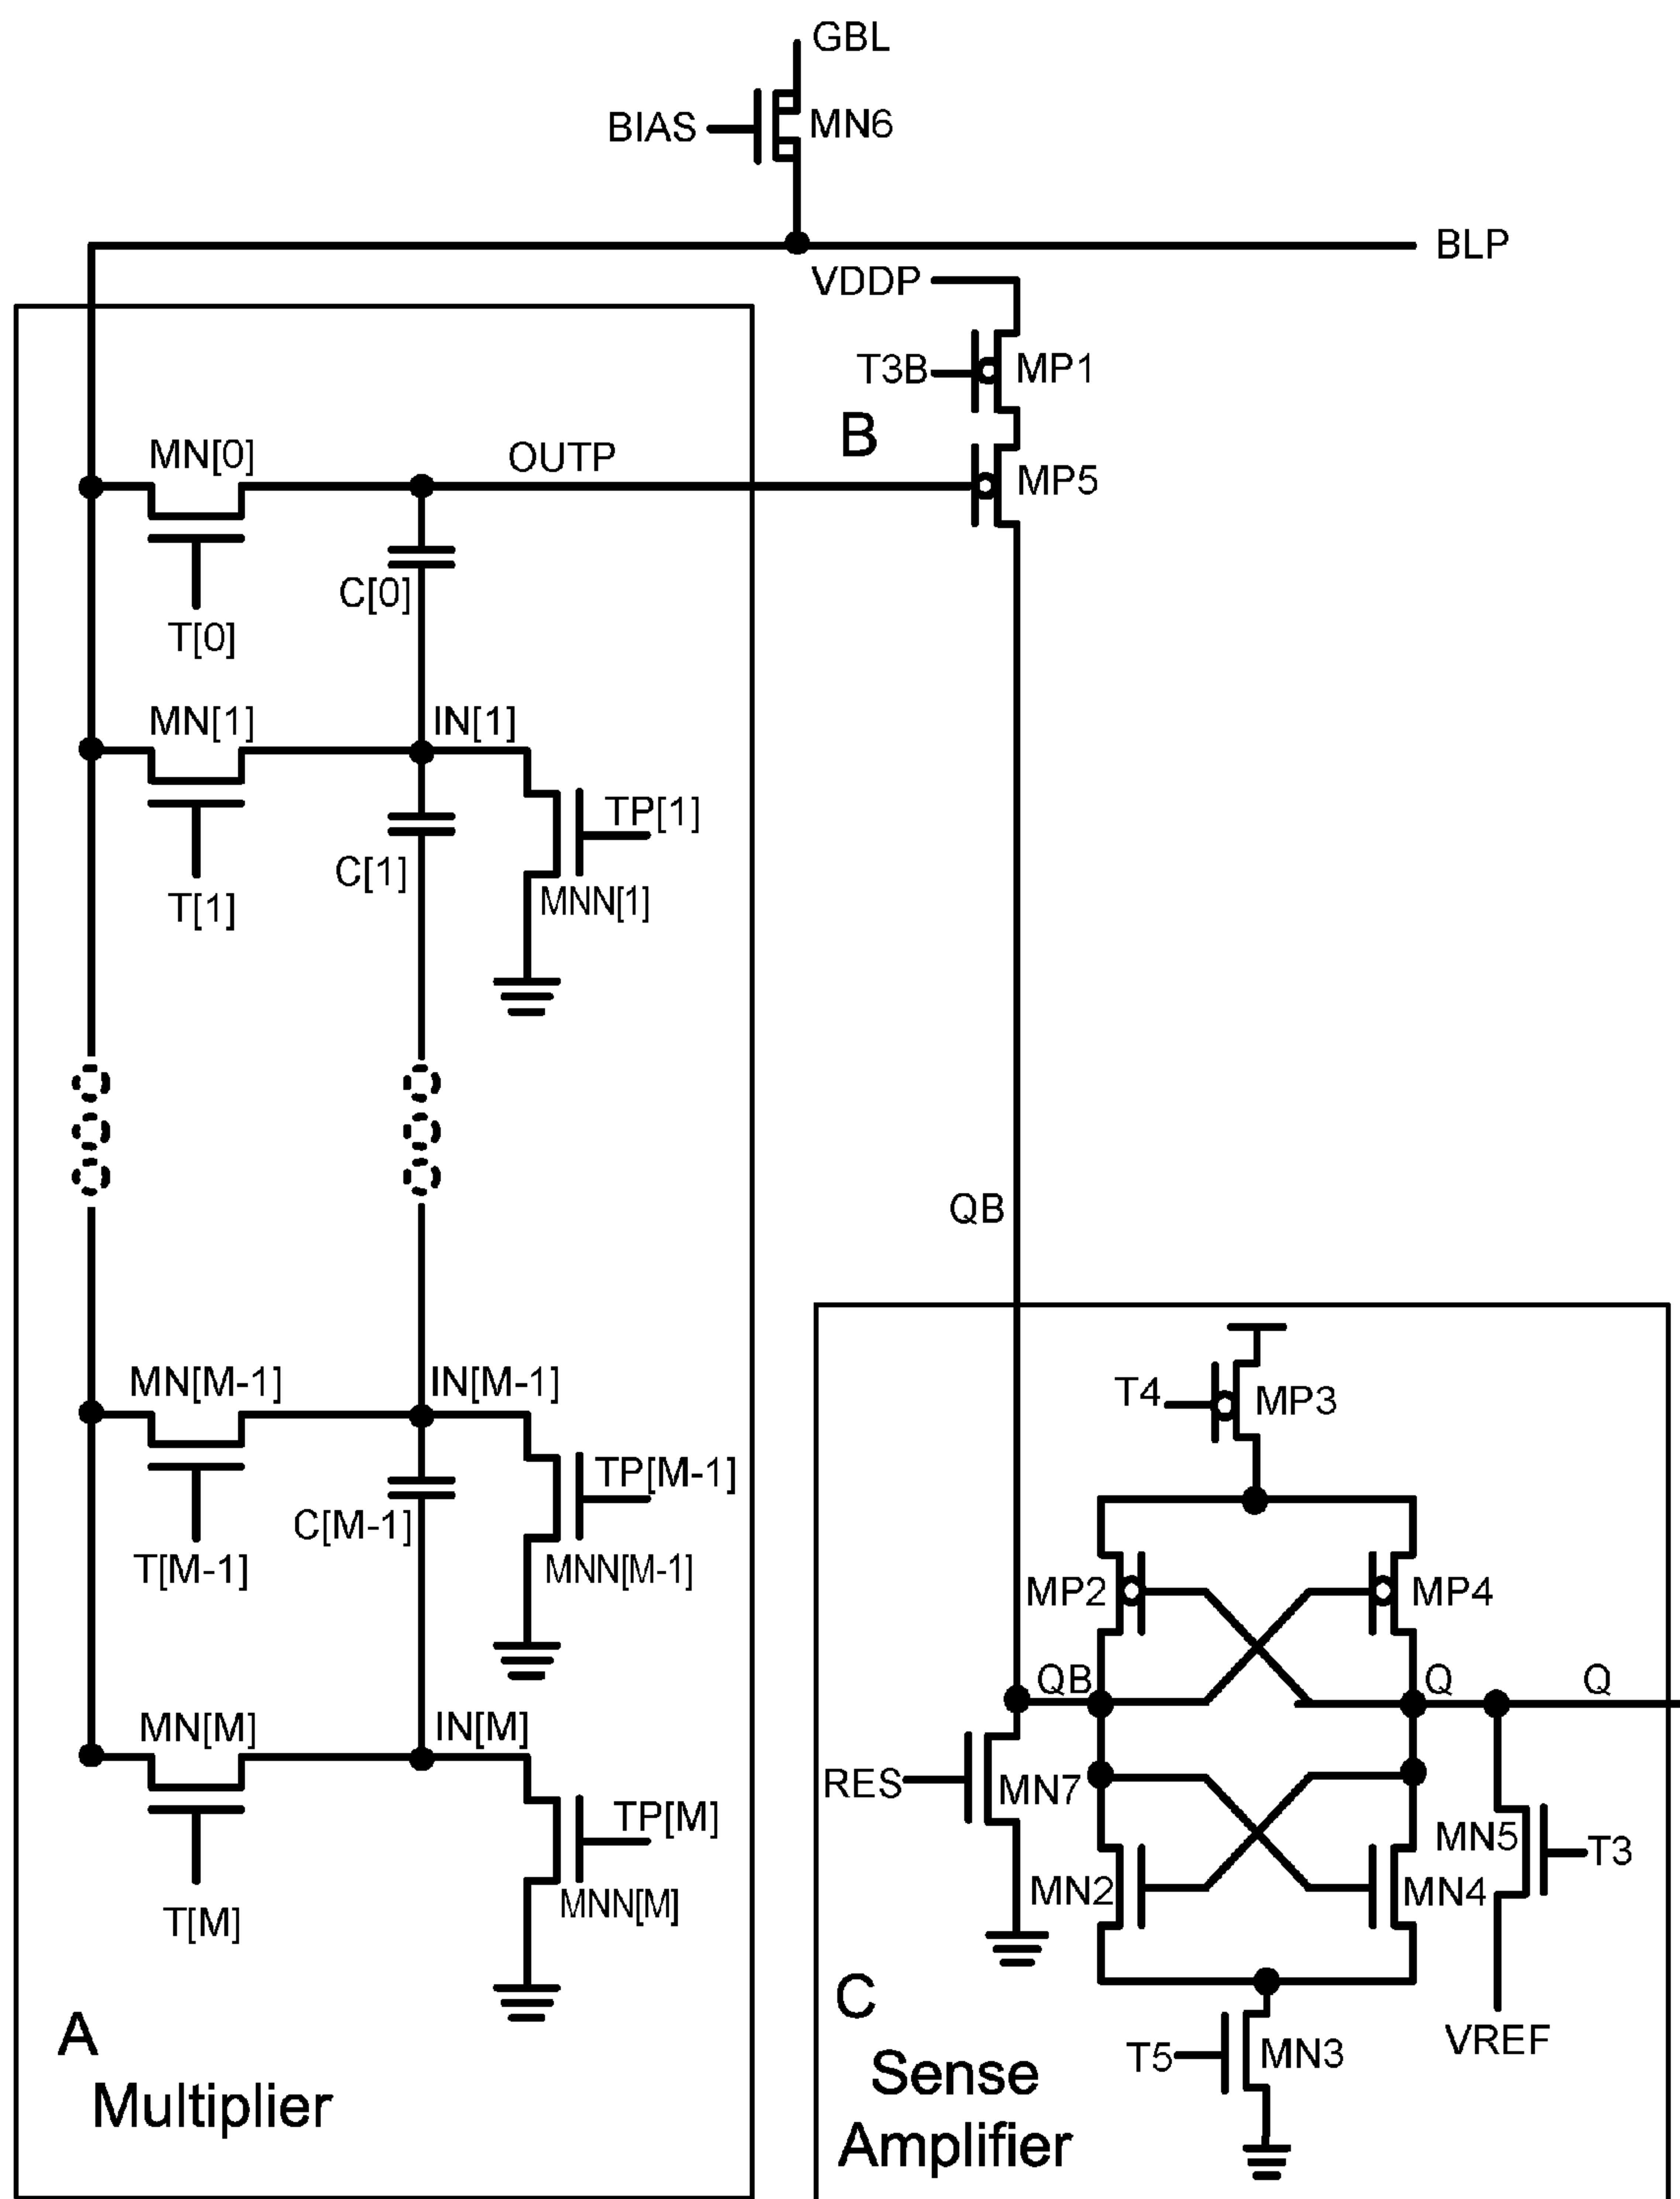 GBL
BIAS
MN6
BLP
VDDP
T3B
MP1
B
MN[0]
OUTP
MP5
C[0]
T[0]
MN[1]
IN[1]
TP[1]
C[1]
T[1]
MNN[1]
QB
MN[M-1]
IN[M-1]
T4
MP3
TP[M-1]
C[M-1]
T[M-1]
MNN[M-1]
MP2
MP4
QB
Q
Q
MN[M]
IN[M]
RES
MN7
TP[M]
MN5
T3
MN2
MN4
MNN[M]
T[M]
C
A
VREF
T5
MN3
Sense
Amplifier
Multiplier